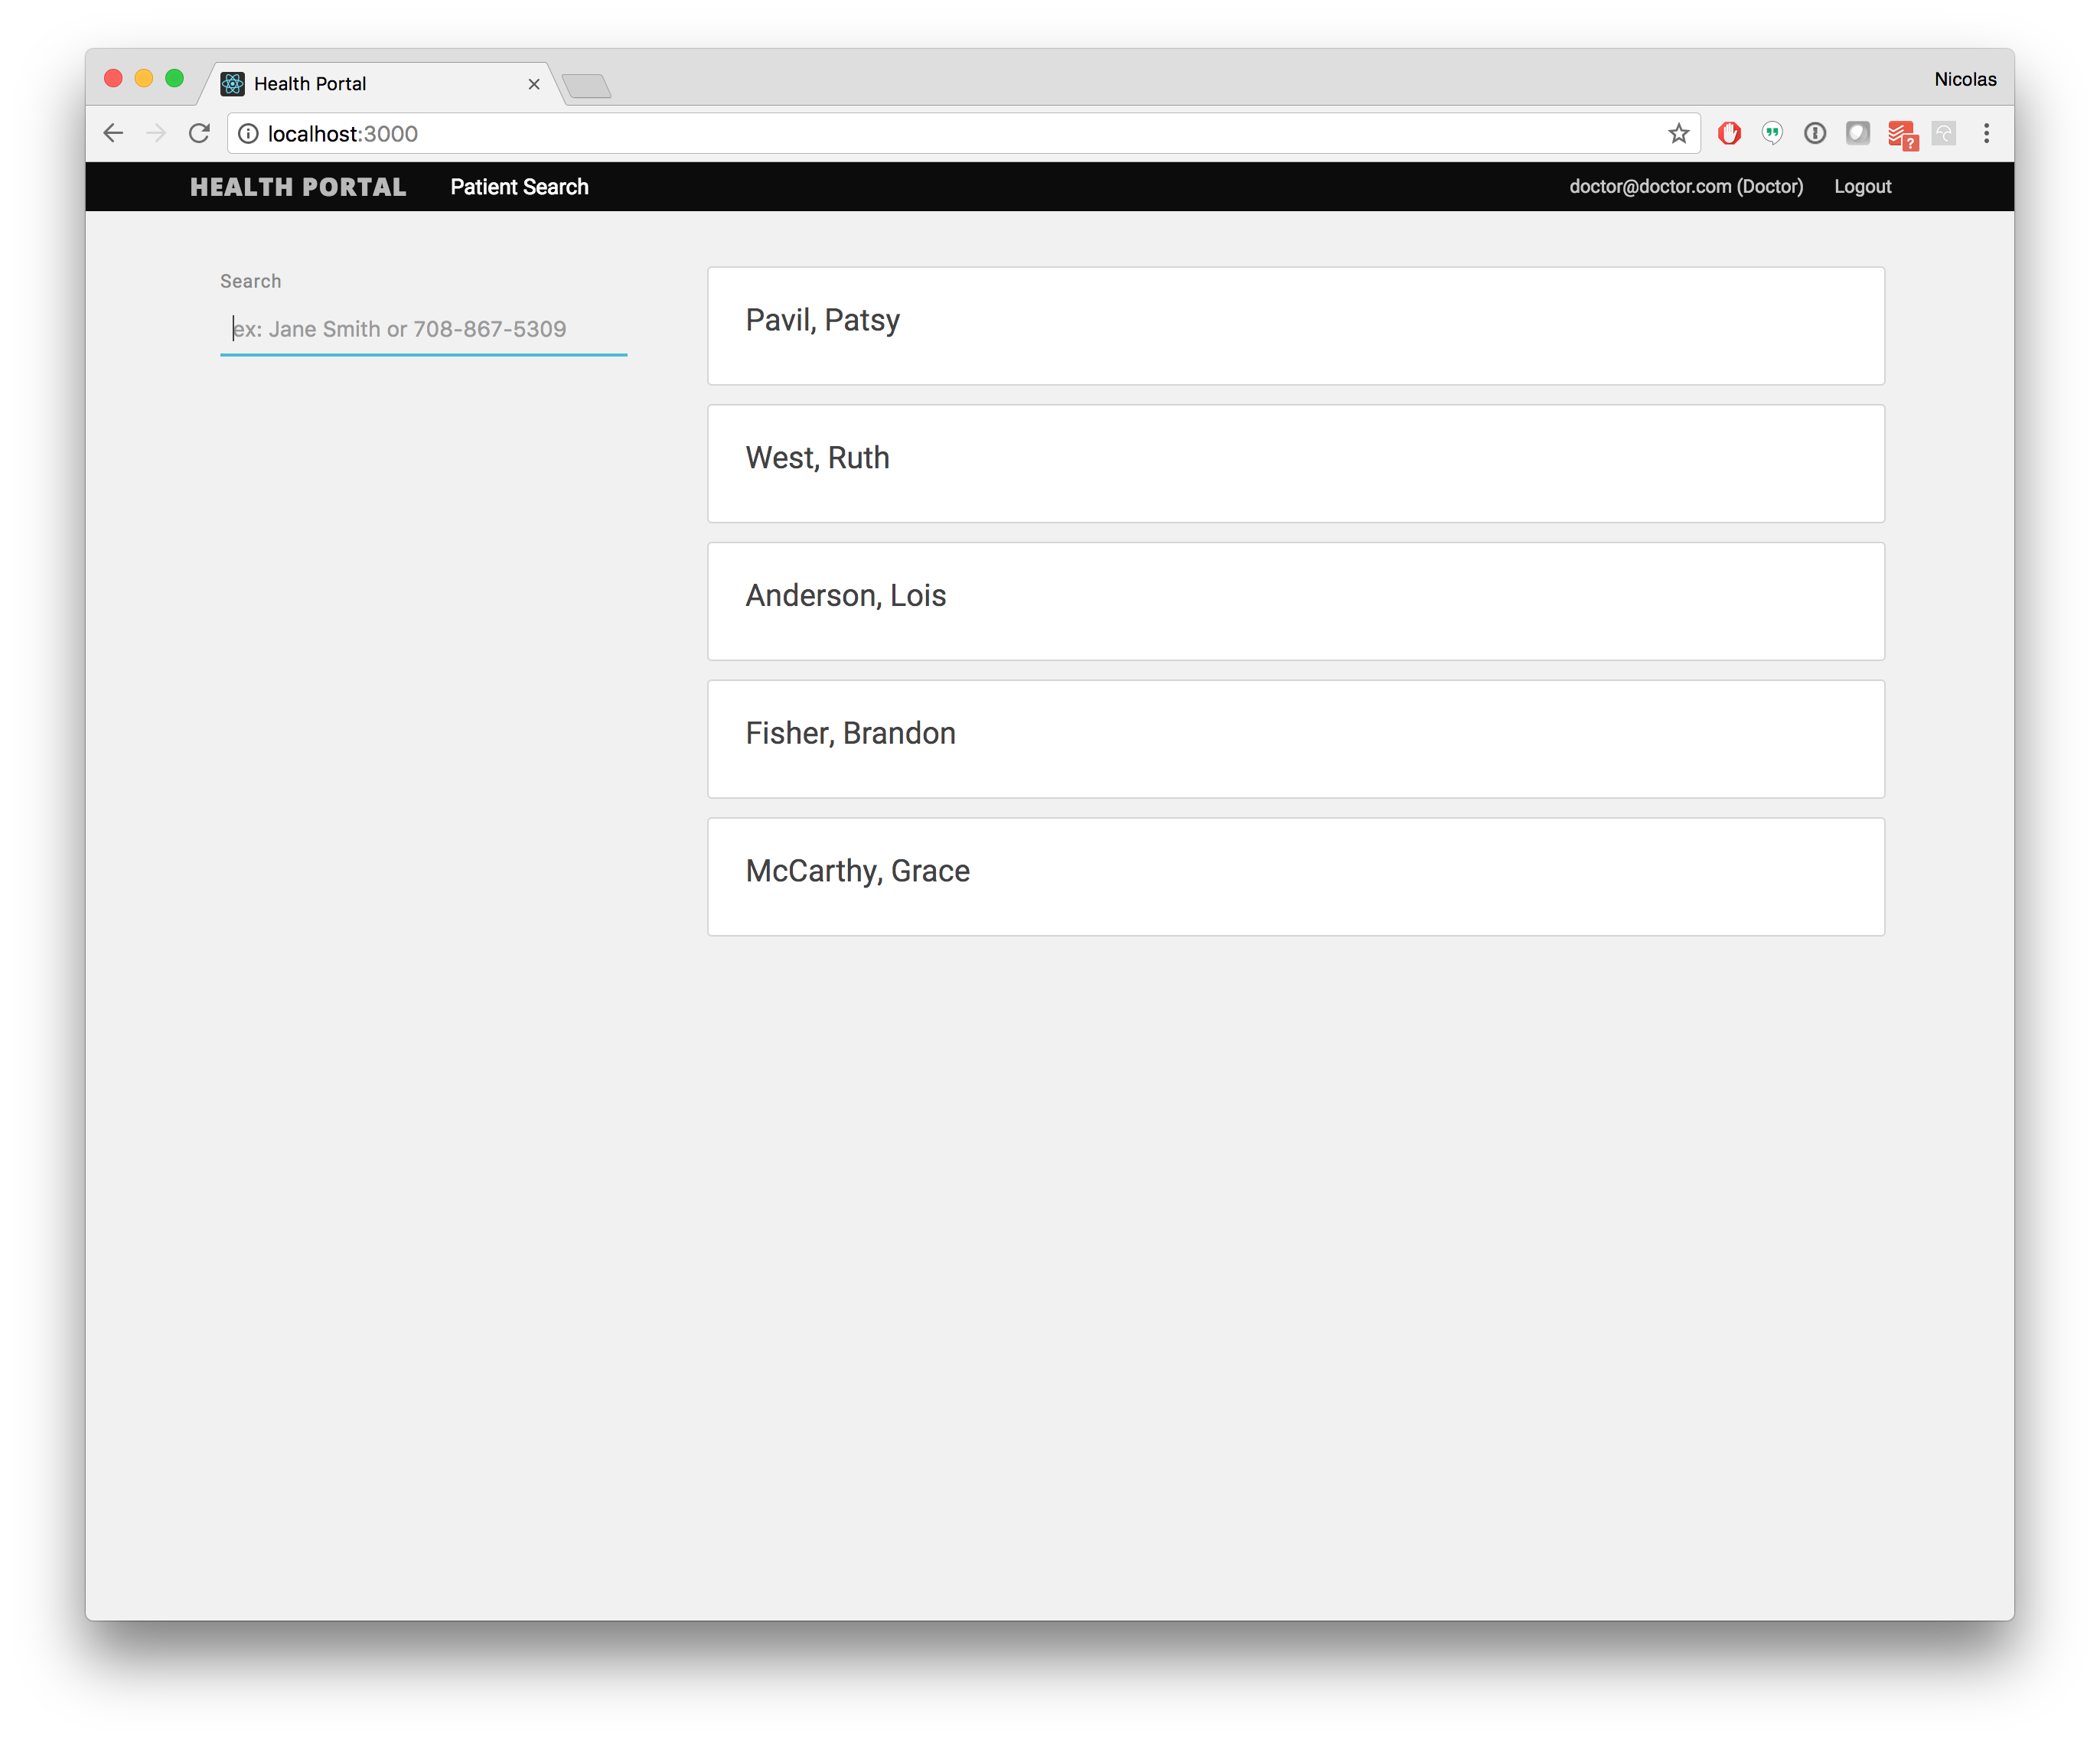 Health Portal
Nicolas
localhost:3000
?
HEALTH PORTAL Patient Search doctor@doctor.com (Doctor) Logout
Search
ex: Jane Smith or 708-867-5309
Pavil, Patsy
West, Ruth
Anderson, Lois
Fisher, Brandon
McCarthy, Grace